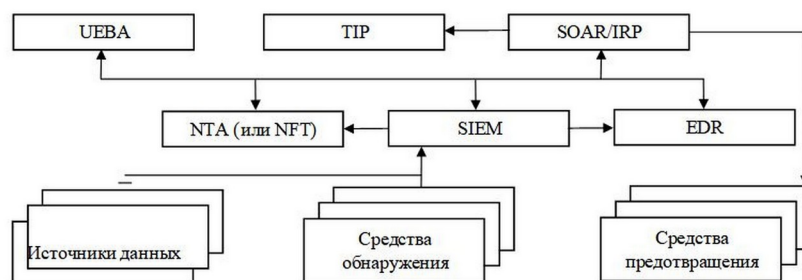 UEBA
TIP
SOAR/IRP
NTA (или NFT)
SIEM
EDR
Источники данных
Средства
обнаружения
Средства
предотвращения